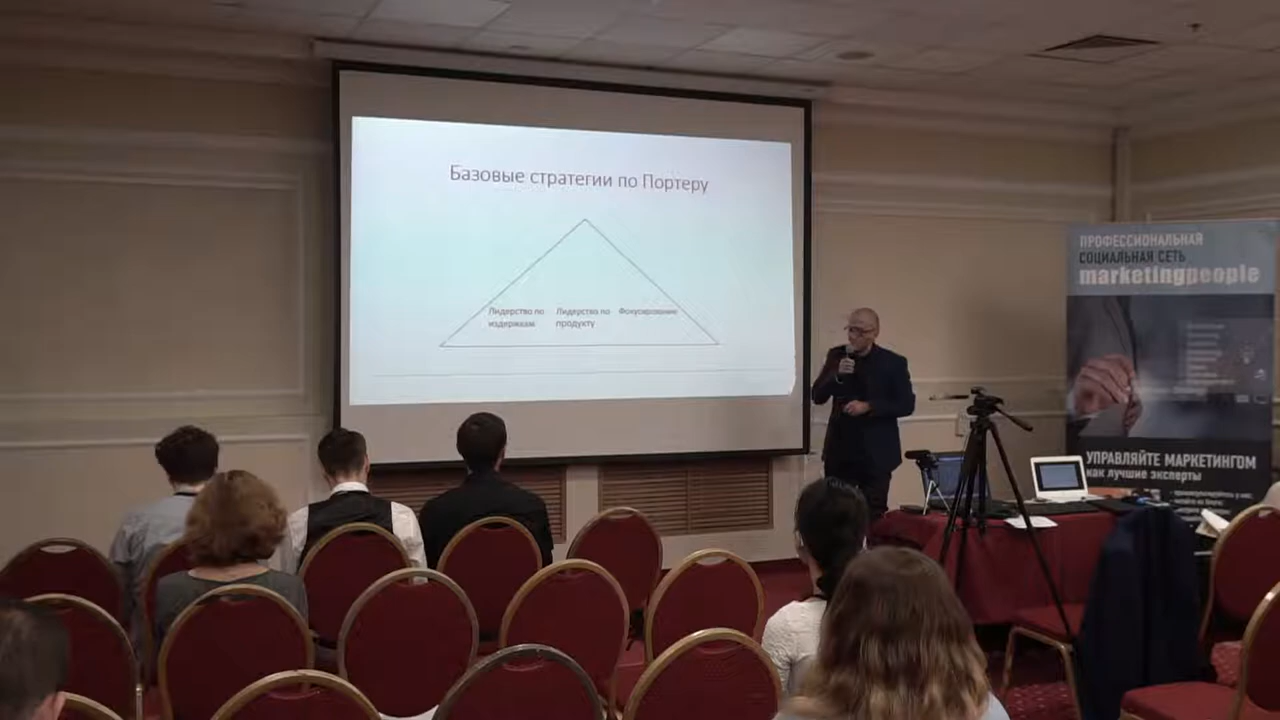 Базовые стратегии по Портеру
Лидерство по
издержкам
Лидерство по
продукту
Фокусирование
ПРОФЕССИОНАЛЬНАЯ
СОЦИАЛЬНАЯ СЕТЬ
marketingpeople
УПРАВЛЯЙТЕ МАРКЕТИНГОМ
как лучшие эксперты